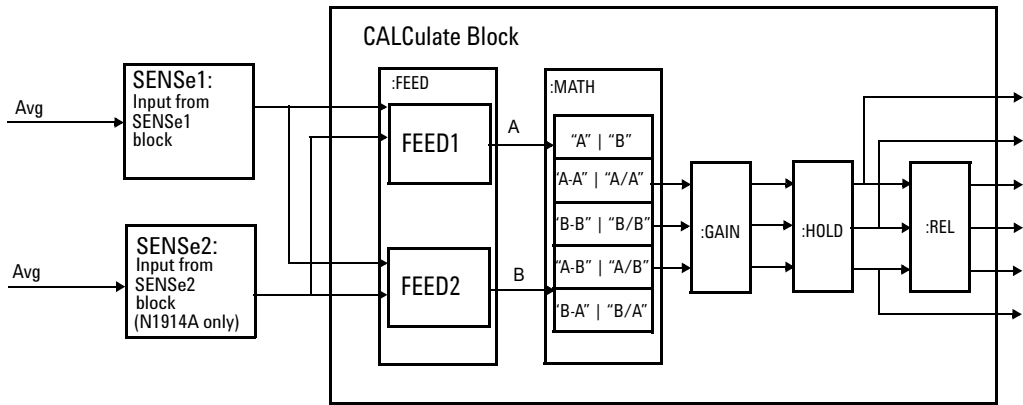 CALCulate Block
SENSe1:
Input from
SENSe1
block
Avg
:FEED
FEED1
A
:MATH
“A” | “B”
“A-A” | “A/A”
“B-B” | “B/B”
“A-B” | “A/B”
“B-A” | “B/A”
:GAIN
:HOLD
:REL
SENSe2:
Input from
SENSe2
block
(N1914A only)
Avg
FEED2
B